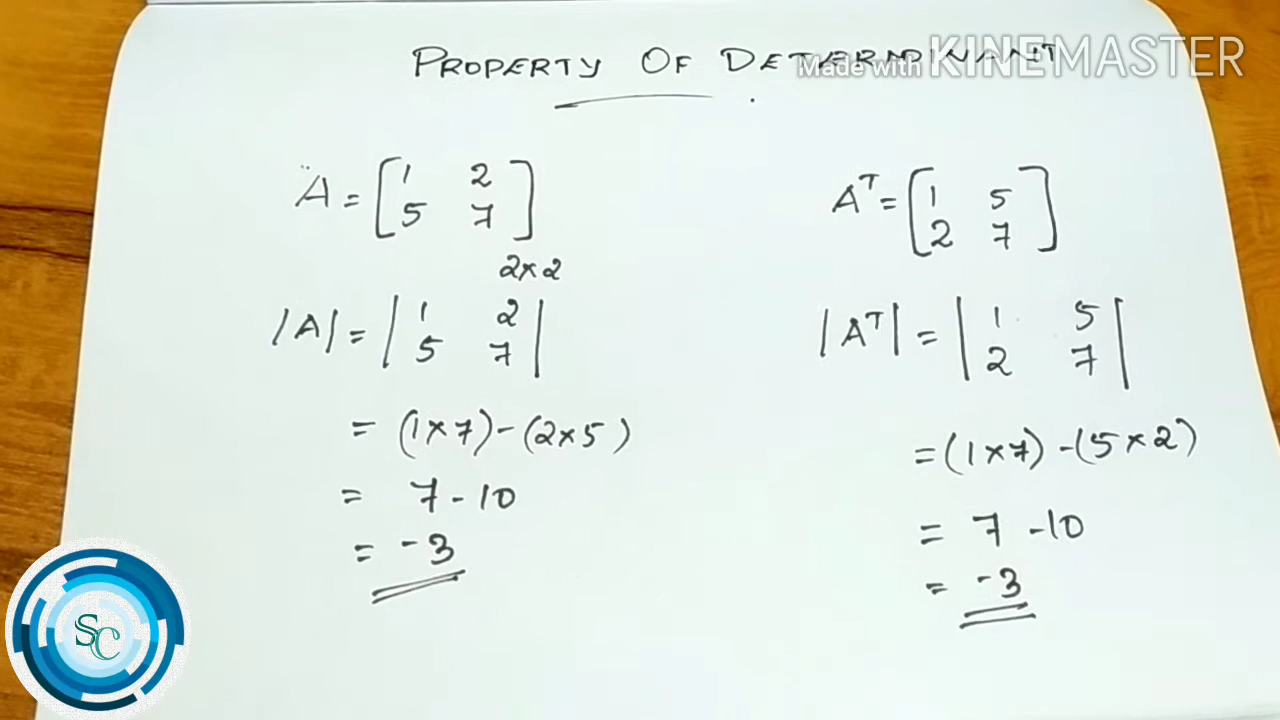 PROPERTY OF DETERMINANT
Made with KINEMASTER
A = [ 1 2
5 7 ] 2×2
|A| = | 1 2
5 7 |
= (1×7) - (2×5)
= 7 - 10
= -3
Aᵀ = [ 1 5
2 7 ]
|Aᵀ| = | 1 5
2 7 |
= (1×7) - (5×2)
= 7 - 10
= -3
SC